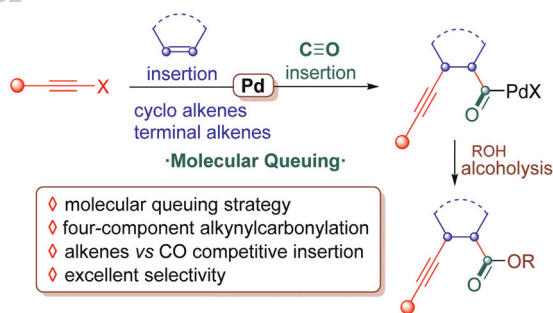 C≡O
insertion
insertion
Pd
X
cyclo alkenes
terminal alkenes
·Molecular Queuing·
PdX
O
ROH
alcoholysis
◊ molecular queuing strategy
◊ four-component alkynylcarbonylation
◊ alkenes vs CO competitive insertion
◊ excellent selectivity
OR
O